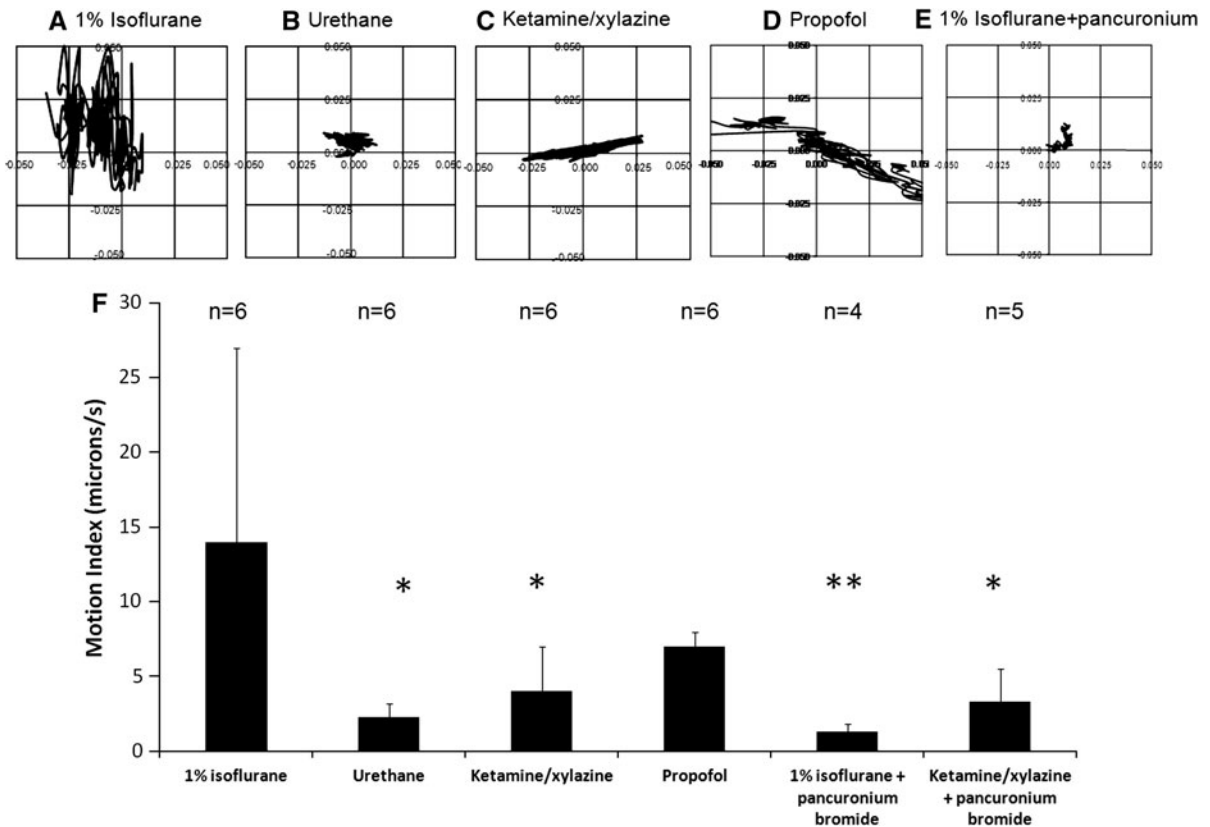 A 1% Isoflurane
B Urethane
C Ketamine/xylazine
D Propofol
E 1% Isoflurane+pancuronium
0.050
-0.050
-0.025
0.025
0.050
-0.025
-0.050
0.050
0.025
-0.050
-0.025
0.000
0.025
0.050
-0.025
-0.050
0.050
0.025
-0.050
-0.025
0.000
0.025
0.050
-0.025
-0.050
0.050
0.025
-0.050
-0.025
0.000
0.025
-0.025
-0.050
0.050
0.025
-0.050
-0.025
0.000
0.025
0.050
-0.025
-0.050
F
Motion Index (microns/s)
30
25
20
15
10
5
0
n=6
n=6
n=6
n=6
n=4
n=5
*
*
**
*
1% isoflurane
Urethane
Ketamine/xylazine
Propofol
1% isoflurane +
pancuronium
bromide
Ketamine/xylazine
+ pancuronium
bromide